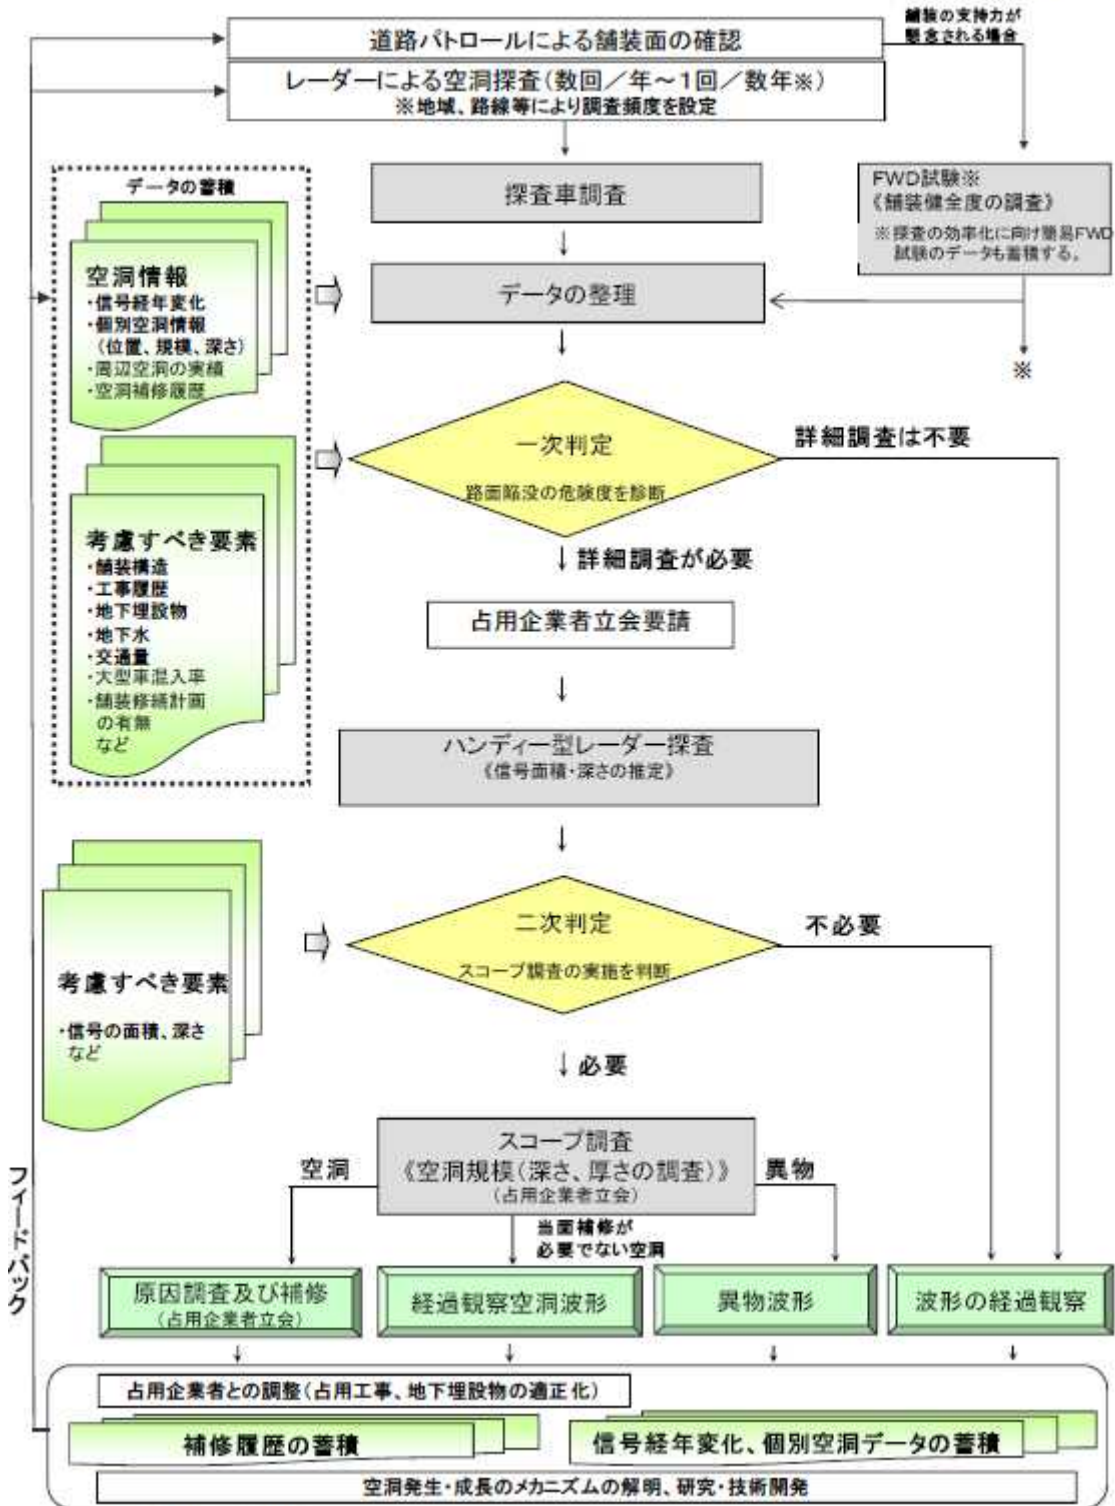 舗装の支持力が
懸念される場合
道路パトロールによる舗装面の確認
レーダーによる空洞探査(数回/年~1回/数年※)
※地域、路線等により調査頻度を設定
データの蓄積
探査車調査
FWD試験※
《舗装健全度の調査》
※探査の効率化に向け簡易FWD
試験のデータも蓄積する。
空洞情報
・信号経年変化
・個別空洞情報
(位置、規模、深さ)
・周辺空洞の実績
・空洞補修履歴
データの整理
※
一次判定
路面陥没の危険度を診断
詳細調査は不要
考慮すべき要素
・舗装構造
・工事履歴
・地下埋設物
・地下水
・交通量
・大型車混入率
・舗装修繕計画
の有無
など
詳細調査が必要
占用企業者立会要請
ハンディー型レーダー探査
《信号面積・深さの推定》
二次判定
スコープ調査の実施を判断
不必要
考慮すべき要素
・信号の面積、深さ
など
必要
スコープ調査
《空洞規模(深さ、厚さの調査)》
(占用企業者立会)
空洞
異物
当面補修が
必要でない空洞
フィードバック
原因調査及び補修
(占用企業者立会)
経過観察空洞波形
異物波形
波形の経過観察
占用企業者との調整(占用工事、地下埋設物の適正化)
補修履歴の蓄積
信号経年変化、個別空洞データの蓄積
空洞発生・成長のメカニズムの解明、研究・技術開発